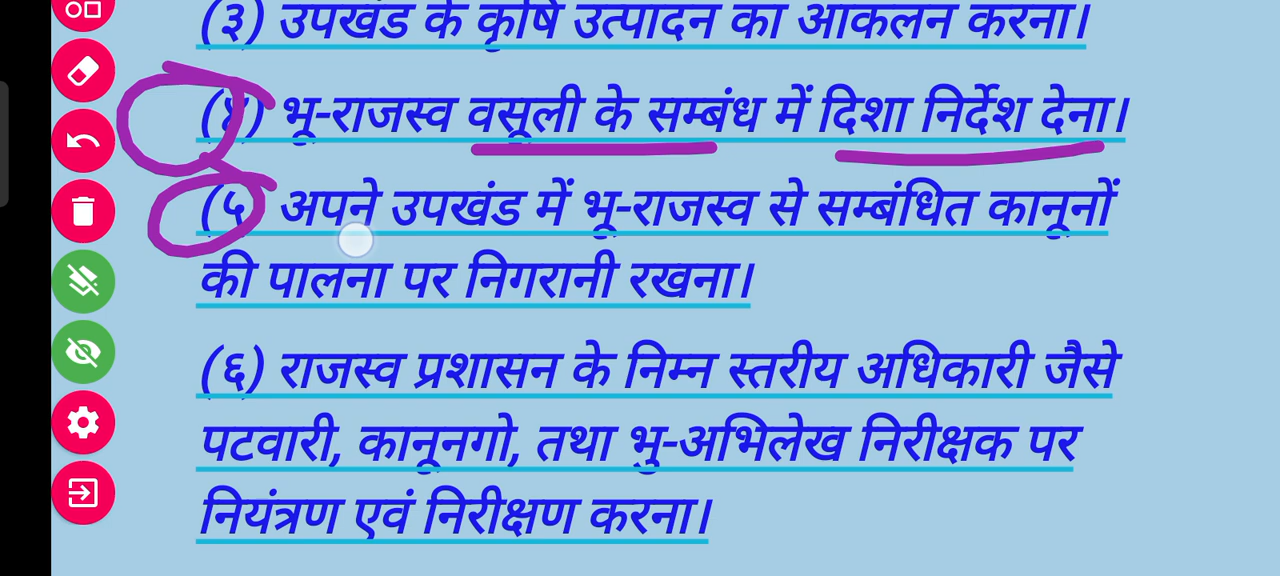 (३) उपखंड के कृषि उत्पादन का आकलन करना।
(४) भू-राजस्व वसूली के सम्बंध में दिशा निर्देश देना।
(५) अपने उपखंड में भू-राजस्व से सम्बंधित कानूनों
की पालना पर निगरानी रखना।
(६) राजस्व प्रशासन के निम्न स्तरीय अधिकारी जैसे
पटवारी, कानूनगो, तथा भु-अभिलेख निरीक्षक पर
नियंत्रण एवं निरीक्षण करना।